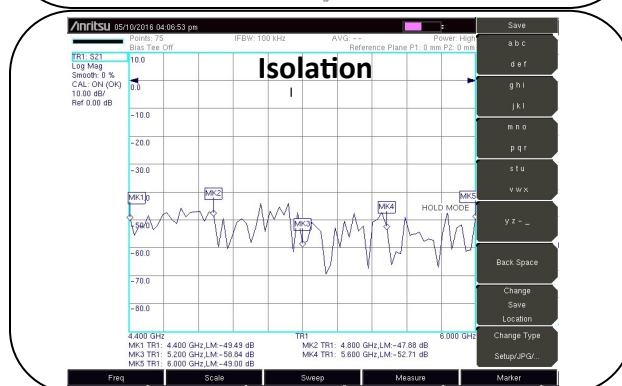 Anritsu 05/10/2016 04:06:53 pm
Save
Points: 75 IFBW: 100 kHz AVG: -- Power: High
Bias Tee Off Reference Plane P1: 0 mm P2: 0 mm
TR1: S21
Log Mag
Smooth: 0 %
CAL: ON (OK)
10.00 dB/
Ref 0.00 dB
Isolation
10.0
0.0
-10.0
-20.0
-30.0
-60.0
-70.0
-80.0
MK1
MK2
MK3
MK4
MK5
HOLD MODE
4.400 GHz TR1 6.000 GHz
MK1 TR1: 4.400 GHz,LM:-49.49 dB MK2 TR1: 4.800 GHz,LM:-47.88 dB
MK3 TR1: 5.200 GHz,LM:-58.84 dB MK4 TR1: 5.600 GHz,LM:-52.71 dB
MK5 TR1: 6.000 GHz,LM:-49.00 dB
a b c
d e f
g h i
j k l
m n o
p q r
s t u
v w x
y z - _
Back Space
Change
Save
Location
Change Type
Setup/JPG/...
Freq Scale Sweep Measure Marker